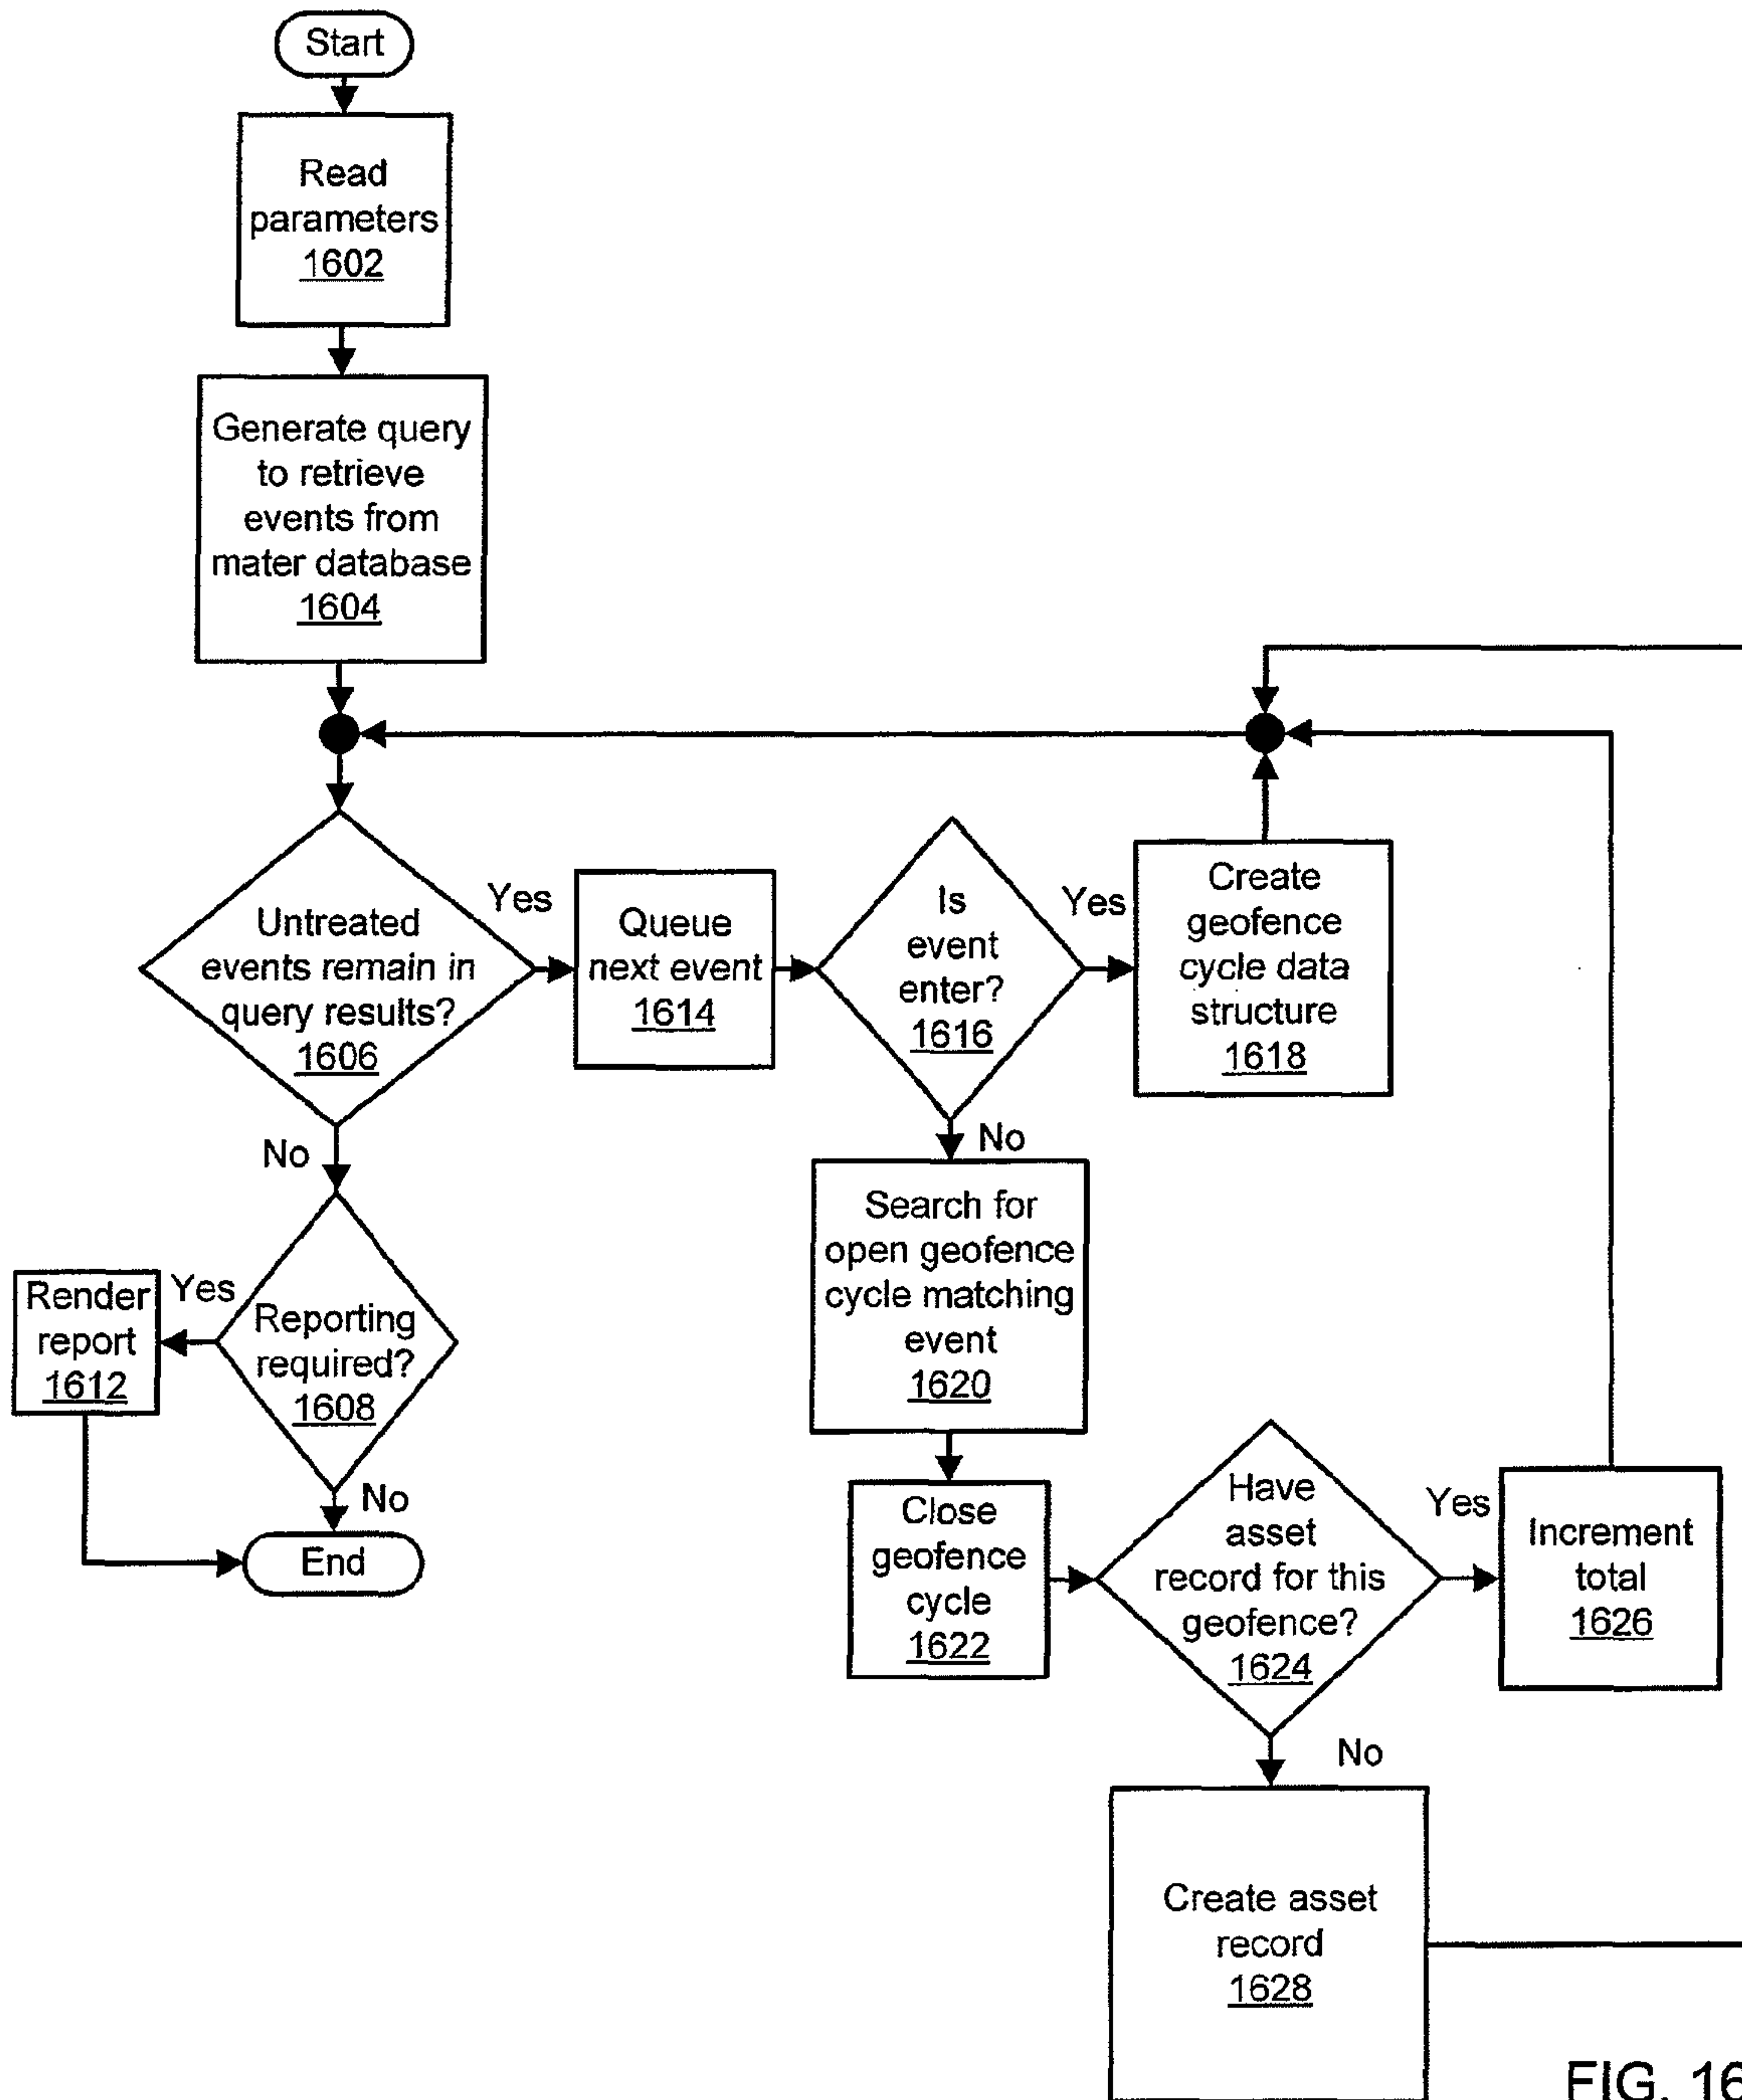 Start
Read
parameters
1602
Generate query
to retrieve
events from
mater database
1604
Untreated
events remain in
query results?
1606
Yes
Queue
next event
1614
Is
event
enter?
1616
Yes
Create
geofence
cycle data
structure
1618
No
Reporting
required?
1608
Yes
Render
report
1612
No
End
No
Search for
open geofence
cycle matching
event
1620
Close
geofence
cycle
1622
Have
asset
record for this
geofence?
1624
Yes
Increment
total
1626
No
Create asset
record
1628
FIG. 16